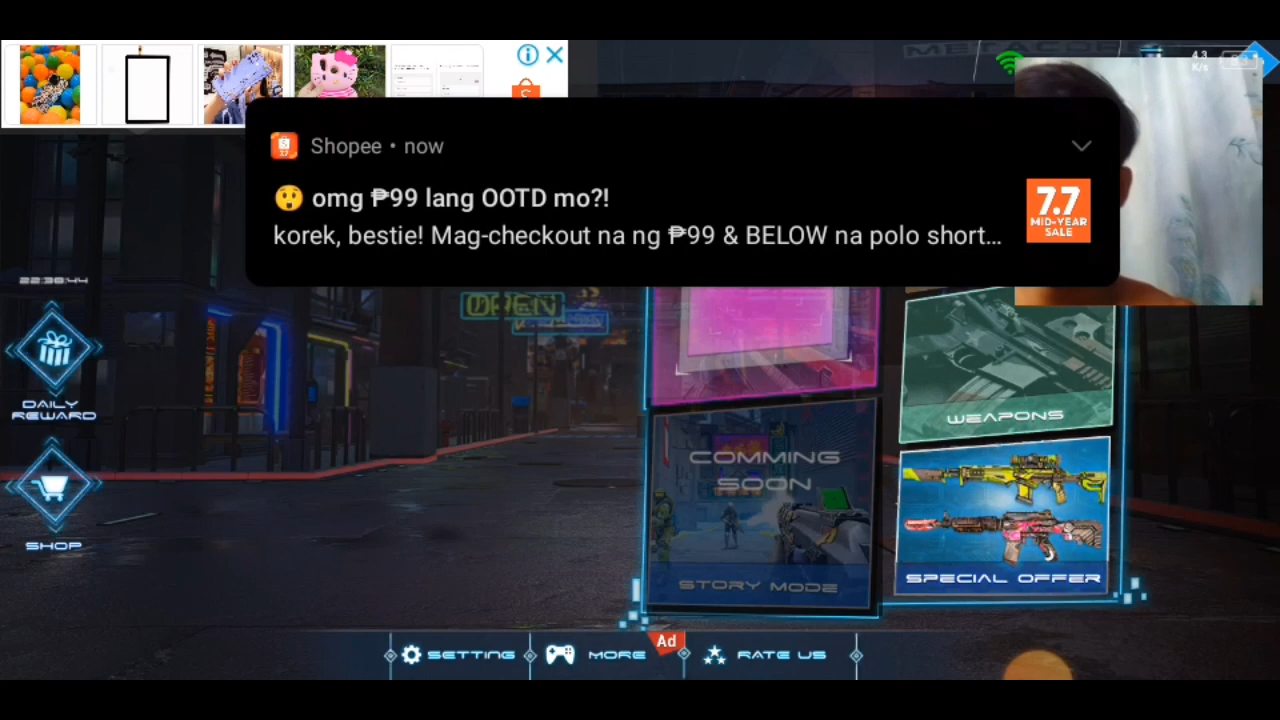 4.3
K/s
Shopee • now
😲 omg ₱99 lang OOTD mo?!
korek, bestie! Mag-checkout na ng ₱99 & BELOW na polo short...
7.7
MID-YEAR
SALE
22:38:44
OPEN
DAILY
REWARD
WEAPONS
COMMING
SOON
STORY MODE
SPECIAL OFFER
SHOP
SETTING
MORE
Ad
RATE US